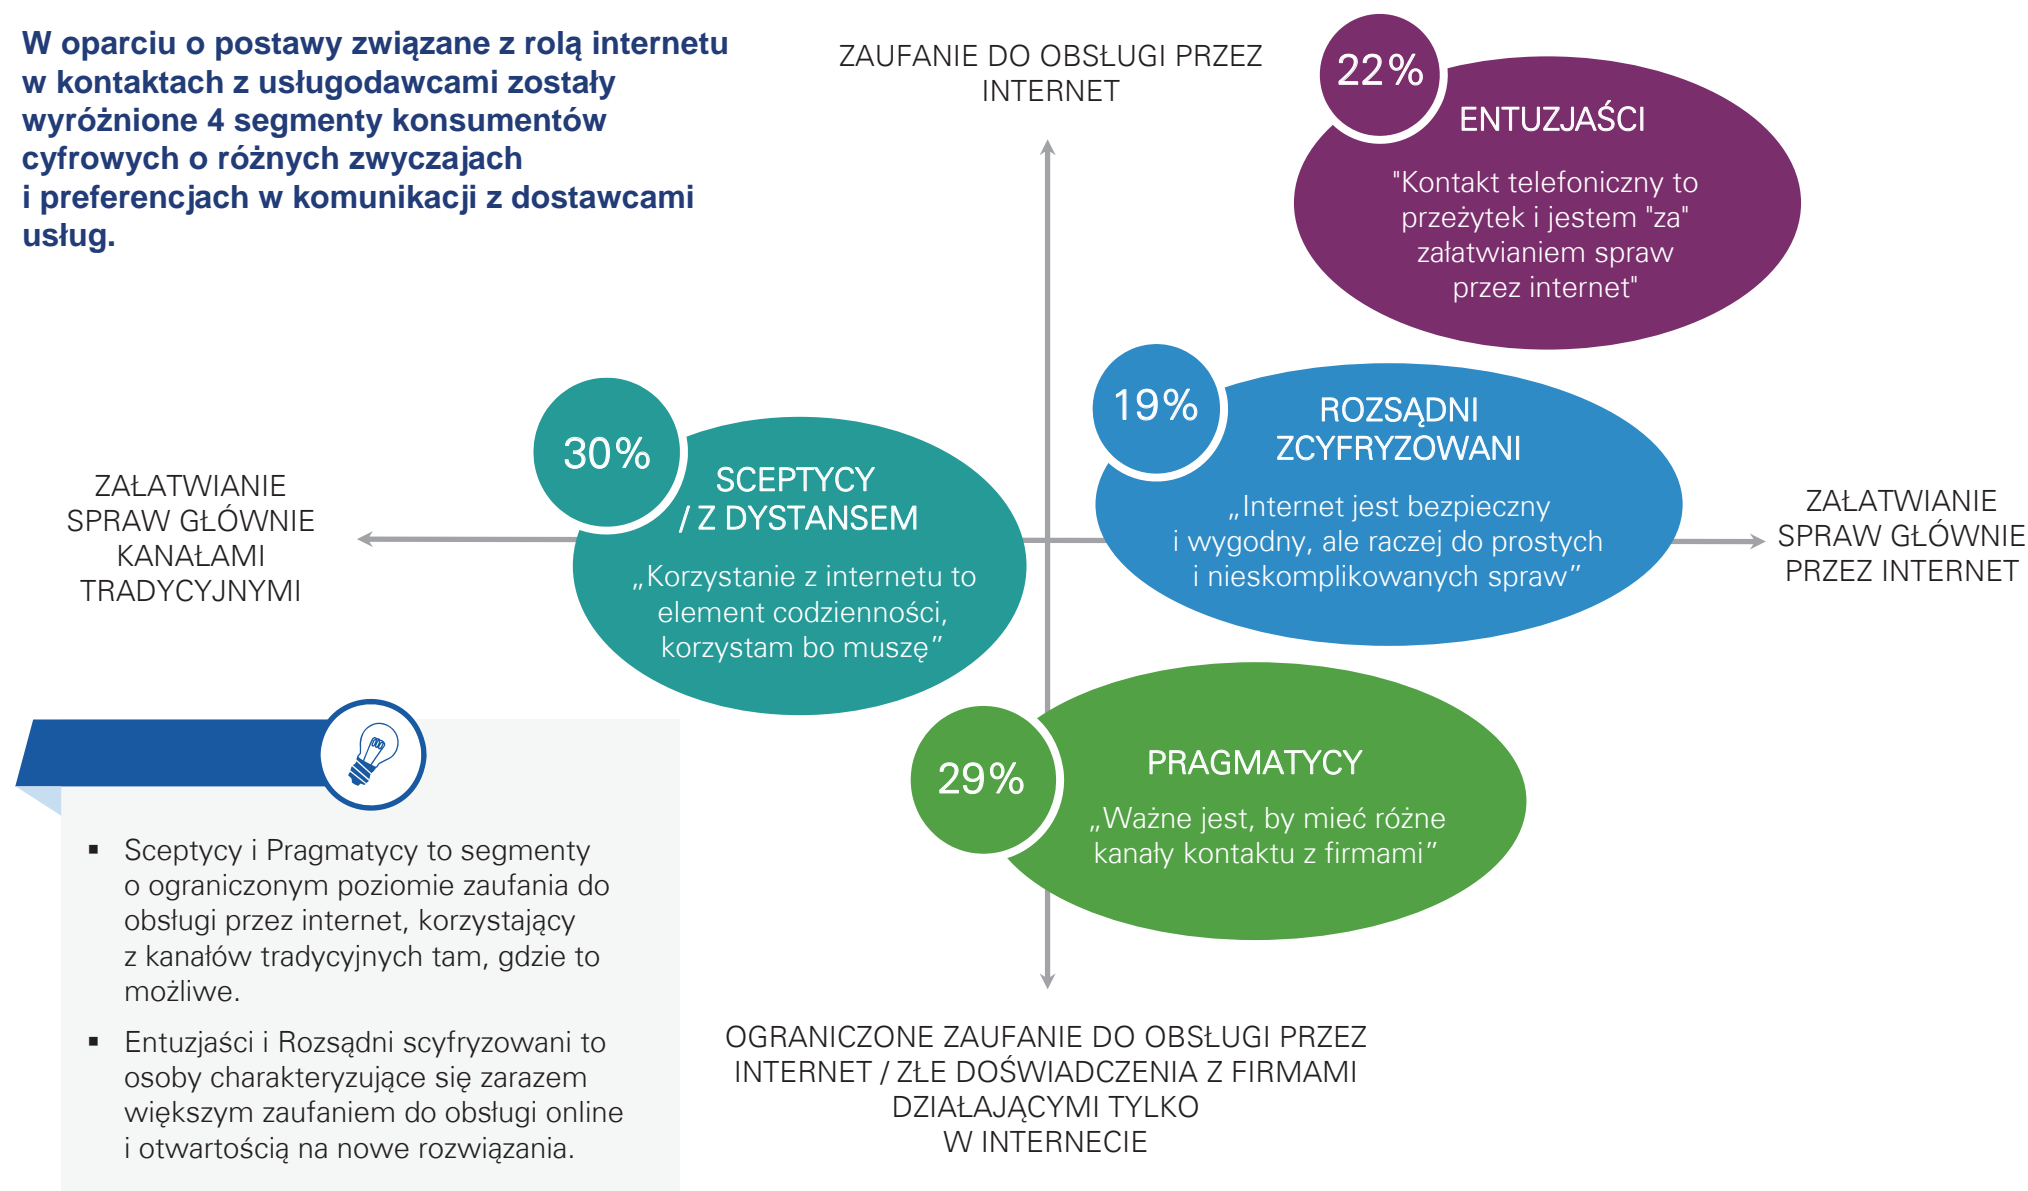 W oparciu o postawy związane z rolą internetu
w kontaktach z usługodawcami zostały
wyróżnione 4 segmenty konsumentów
cyfrowych o różnych zwyczajach
i preferencjach w komunikacji z dostawcami
usług.
ZAUFANIE DO OBSŁUGI PRZEZ
INTERNET
22%
ENTUZJAŚCI
"Kontakt telefoniczny to
przeżytek i jestem "za"
załatwianiem spraw
przez internet"
19%
ROZSĄDNI
ZCYFRYZOWANI
„Internet jest bezpieczny
i wygodny, ale raczej do prostych
i nieskomplikowanych spraw”
30%
SCEPTYCY
/ Z DYSTANSEM
„Korzystanie z internetu to
element codzienności,
korzystam bo muszę”
ZAŁATWIANIE
SPRAW GŁÓWNIE
KANAŁAMI
TRADYCYJNYMI
ZAŁATWIANIE
SPRAW GŁÓWNIE
PRZEZ INTERNET
29%
PRAGMATYCY
„Ważne jest, by mieć różne
kanały kontaktu z firmami”
▪ Sceptycy i Pragmatycy to segmenty
o ograniczonym poziomie zaufania do
obsługi przez internet, korzystający
z kanałów tradycyjnych tam, gdzie to
możliwe.
▪ Entuzjaści i Rozsądni scyfryzowani to
osoby charakteryzujące się zarazem
większym zaufaniem do obsługi online
i otwartością na nowe rozwiązania.
OGRANICZONE ZAUFANIE DO OBSŁUGI PRZEZ
INTERNET / ZŁE DOŚWIADCZENIA Z FIRMAMI
DZIAŁAJĄCYMI TYLKO
W INTERNECIE